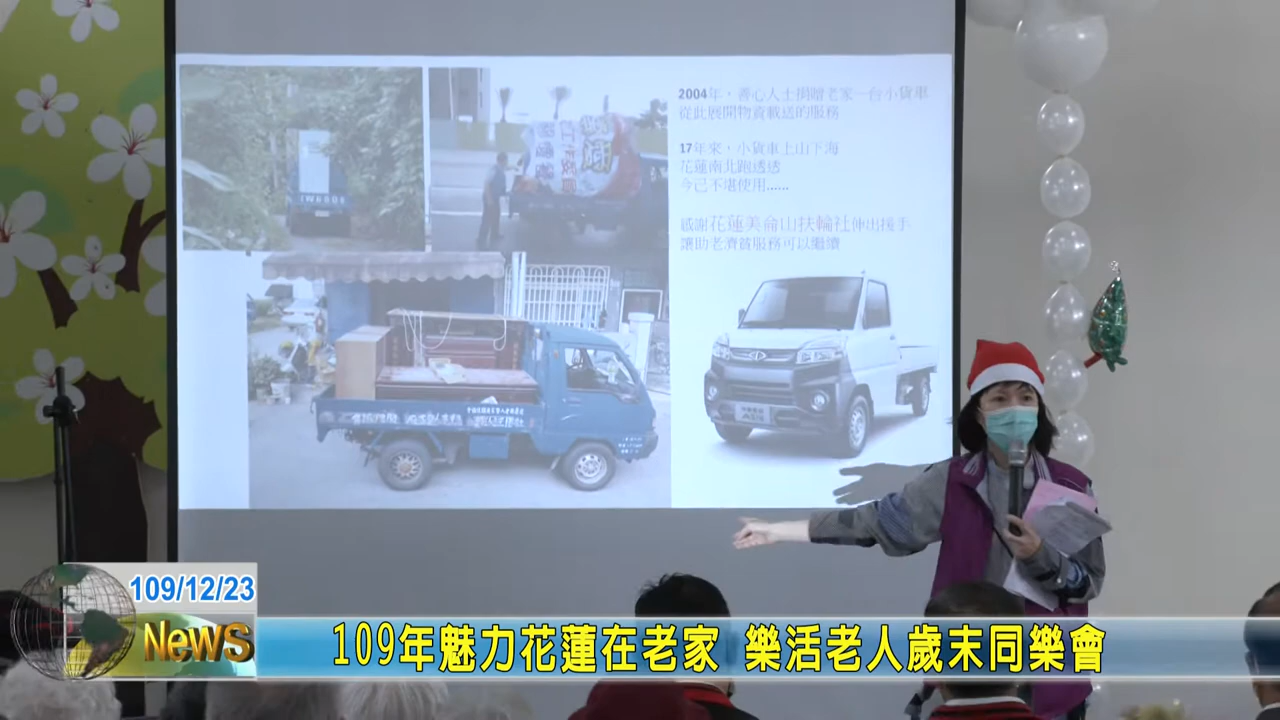 2004年，善心人士捐贈老家一台小貨車
從此展開物資載送的服務
17年來，小貨車上山下海
花蓮南北跑透透
今已不堪使用......
感謝花蓮美侖山扶輪社伸出援手
讓助老濟貧服務可以繼續
109/12/23
News
109年魅力花蓮在老家 樂活老人歲末同樂會